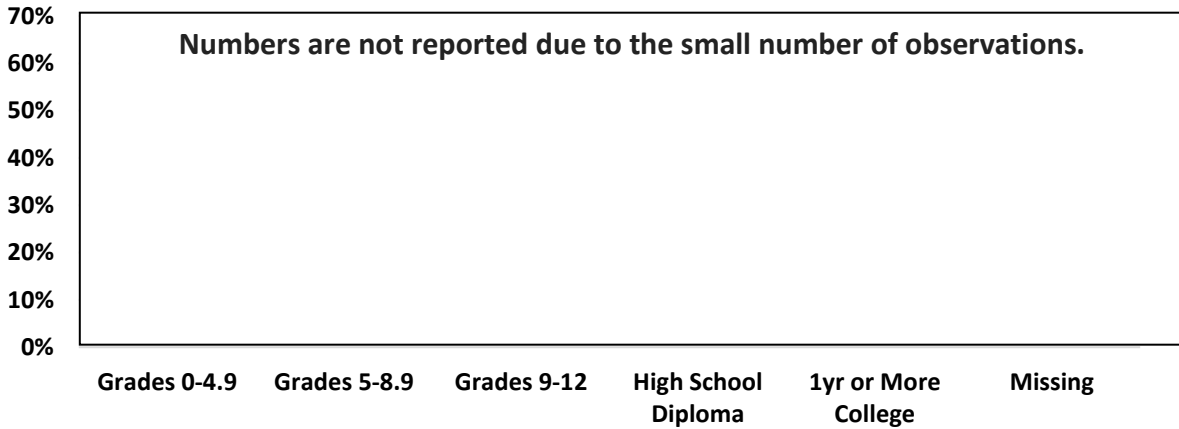 70%
Numbers are not reported due to the small number of observations.
60%
50%
40%
30%
20%
10%
0%
Grades 0-4.9
Grades 5-8.9
Grades 9-12
High School
Diploma
1yr or More
College
Missing